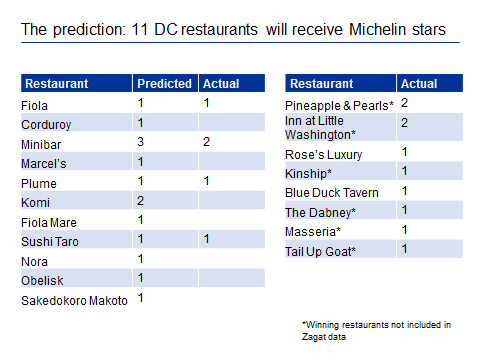 The prediction: 11 DC restaurants will receive Michelin stars
Restaurant Predicted Actual
Fiola 1 1
Corduroy 1
Minibar 3 2
Marcel's 1
Plume 1 1
Komi 2
Fiola Mare 1
Sushi Taro 1 1
Nora 1
Obelisk 1
Sakedokoro Makoto 1
Restaurant Actual
Pineapple & Pearls* 2
Inn at Little 2
Washington*
Rose's Luxury 1
Kinship* 1
Blue Duck Tavern 1
The Dabney* 1
Masseria* 1
Tail Up Goat* 1
*Winning restaurants not included in
Zagat data